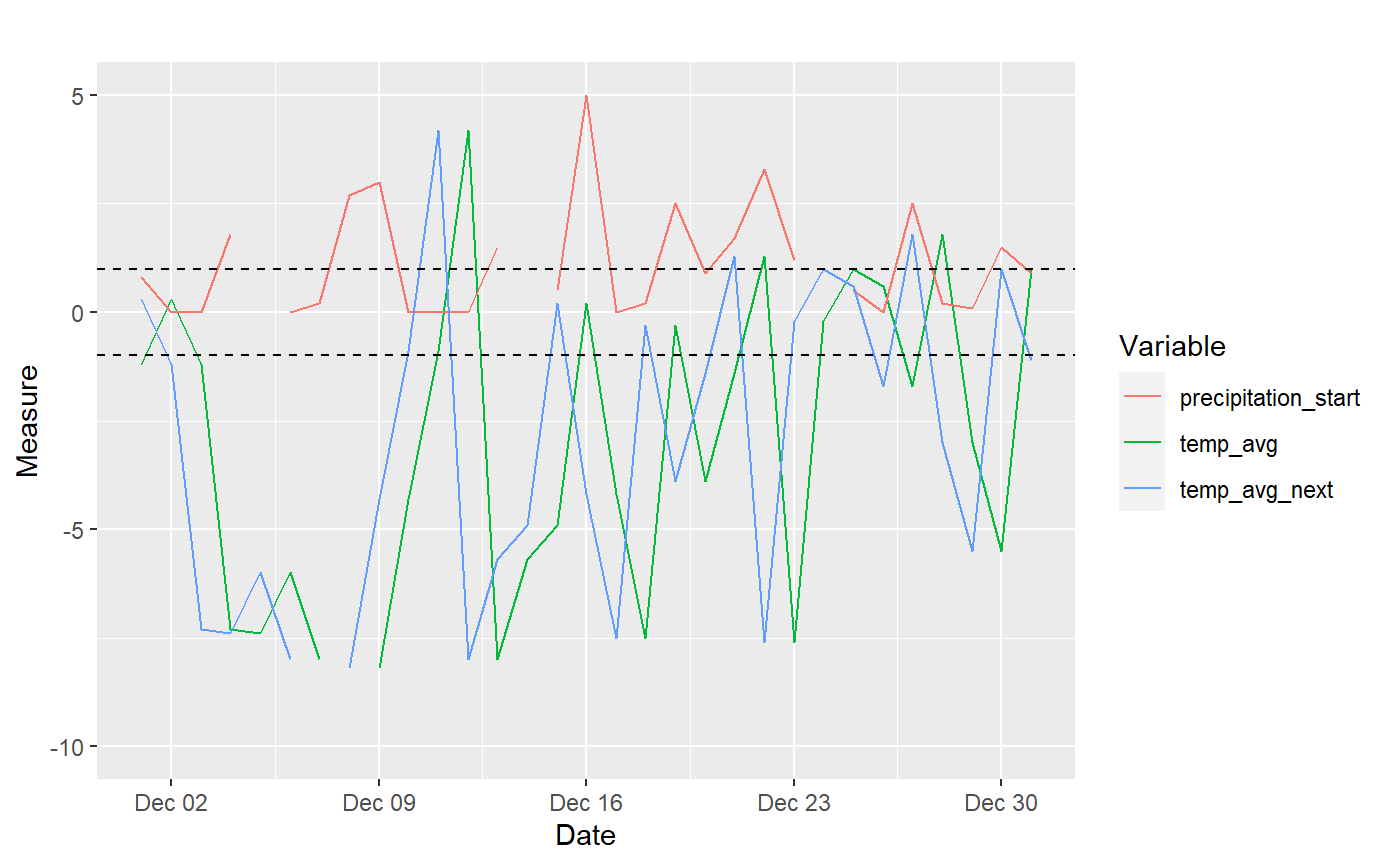 5
0
-5
-10
Measure
Dec 02
Dec 09
Dec 16
Dec 23
Dec 30
Date
Variable
precipitation_start
temp_avg
temp_avg_next